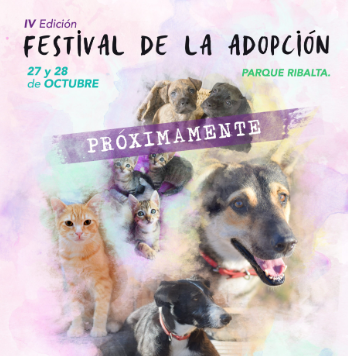 IV Edición
FESTIVAL DE LA ADOPCIÓN
27 y 28
de OCTUBRE
PARQUE RIBALTA.
PRÓXIMAMENTE